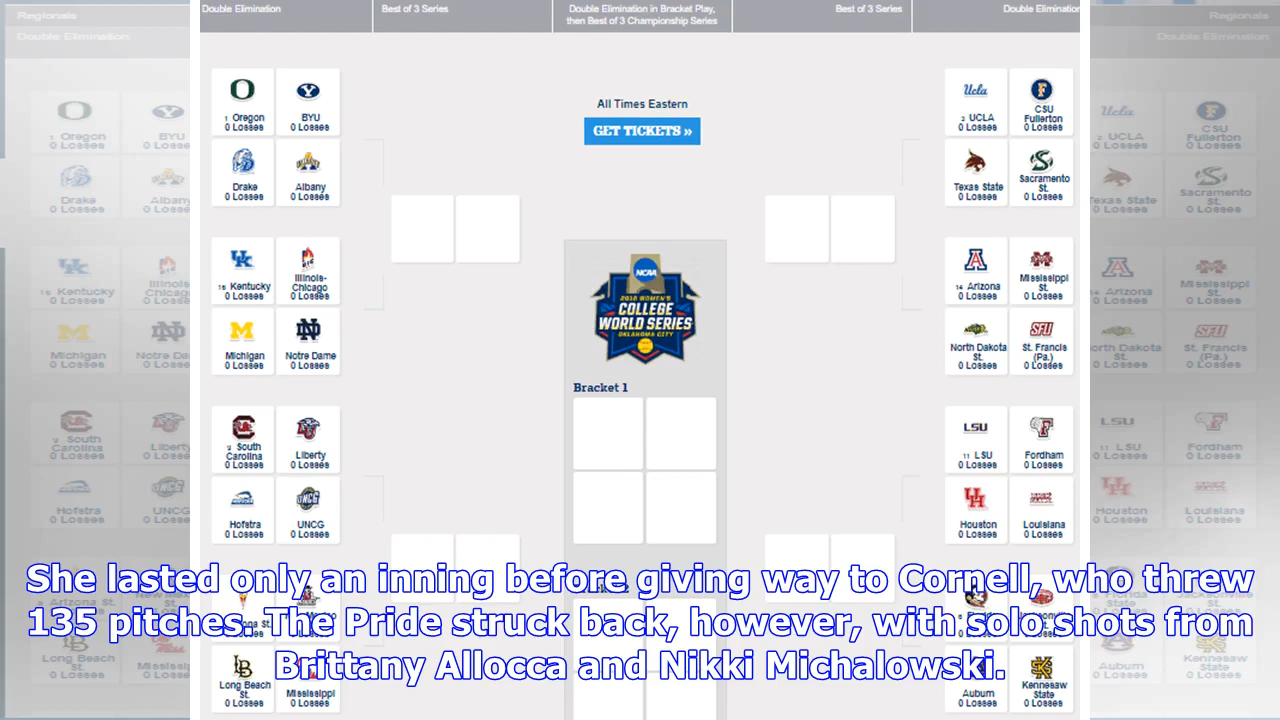 Regionals
Double Elimination
Double Elimination
Best of 3 Series
Double Elimination in Bracket Play,
then Best of 3 Championship Series
Best of 3 Series
Double Elimination
Regionals
Double Elimination
All Times Eastern
GET TICKETS »
1 Oregon
0 Losses
BYU
0 Losses
Drake
0 Losses
Albany
0 Losses
16 Kentucky
0 Losses
Illinois-
Chicago
0 Losses
Michigan
0 Losses
Notre Dame
0 Losses
9 South
Carolina
0 Losses
Liberty
0 Losses
Hofstra
0 Losses
UNCG
0 Losses
Long Beach
St.
0 Losses
Mississippi
0 Losses
NCAA
2018 WOMEN'S
COLLEGE
WORLD SERIES
OKLAHOMA CITY
Bracket 1
2 UCLA
0 Losses
CSU
Fullerton
0 Losses
Texas State
0 Losses
Sacramento
St.
0 Losses
14 Arizona
0 Losses
Mississippi
St.
0 Losses
North Dakota
St.
0 Losses
St. Francis
(Pa.)
0 Losses
11 LSU
0 Losses
Fordham
0 Losses
Houston
0 Losses
Louisiana
0 Losses
Auburn
0 Losses
Kennesaw
St.
0 Losses
She lasted only an inning before giving way to Cornell, who threw
135 pitches. The Pride struck back, however, with solo shots from
Brittany Allocca and Nikki Michalowski.